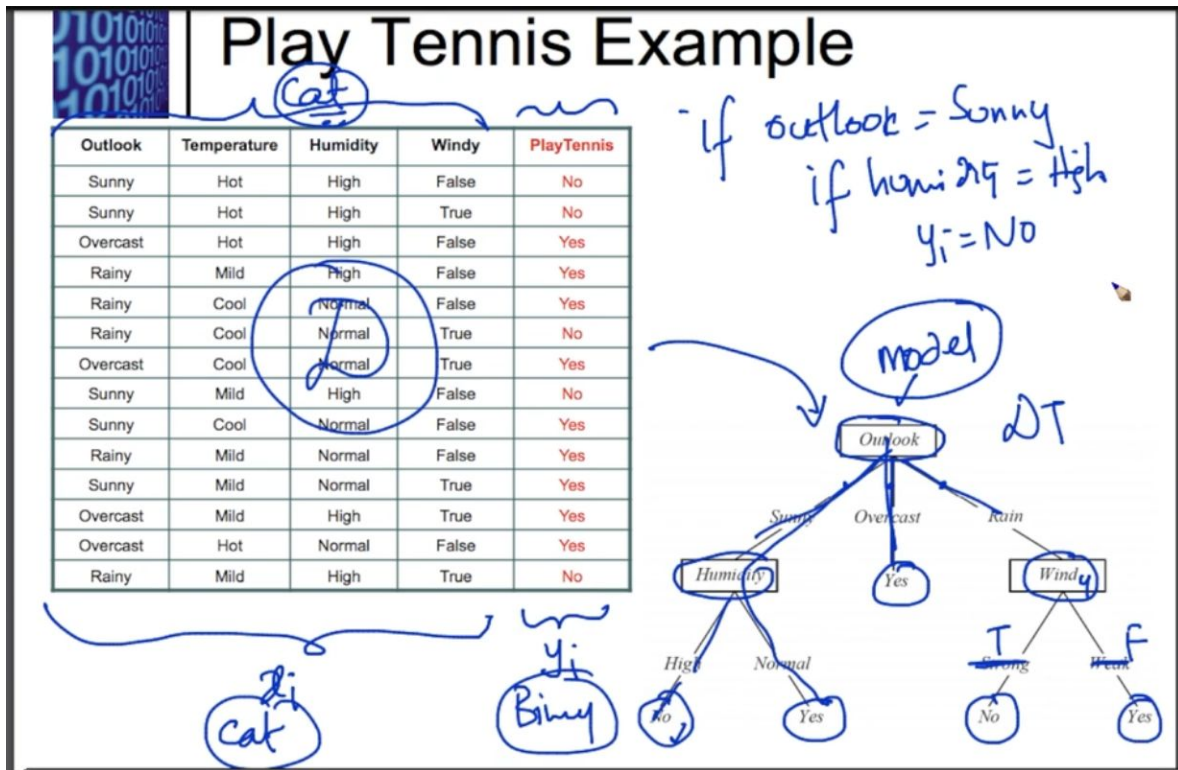 Play Tennis Example
Cat
if outlook = Sunny
if humidity = High
yi = No
Outlook Temperature Humidity Windy PlayTennis
Sunny Hot High False No
Sunny Hot High True No
Overcast Hot High False Yes
Rainy Mild High False Yes
Rainy Cool Normal False Yes
Rainy Cool Normal True No
Overcast Cool Normal True Yes
Sunny Mild High False No
Sunny Cool Normal False Yes
Rainy Mild Normal False Yes
Sunny Mild Normal True Yes
Overcast Mild High True Yes
Overcast Hot Normal False Yes
Rainy Mild High True No
D
model
DT
Outlook
Sunny Overcast Rain
Humidity Yes Windy
T F
High Normal Strong Weak
No Yes No Yes
xi yi
Cat Binary